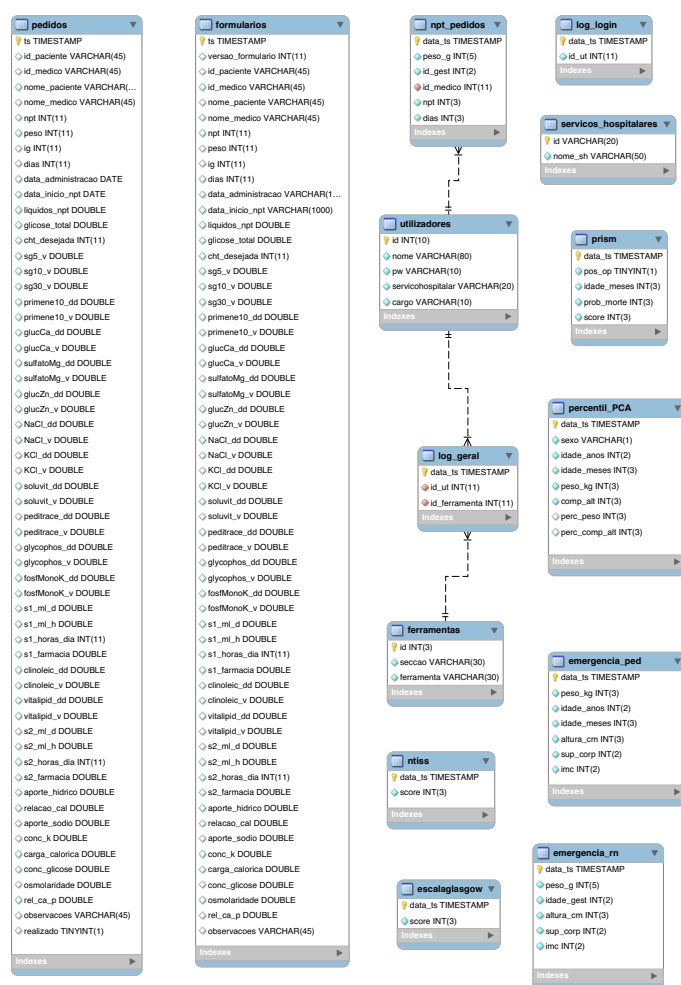 pedidos
ts TIMESTAMP
id_paciente VARCHAR(45)
id_medico VARCHAR(45)
nome_paciente VARCHAR(...
nome_medico VARCHAR(45)
npt INT(11)
peso INT(11)
ig INT(11)
dias INT(11)
data_administracao DATE
data_inicio_npt DATE
liquidos_npt DOUBLE
glicose_total DOUBLE
cht_desejada INT(11)
sg5_v DOUBLE
sg10_v DOUBLE
sg30_v DOUBLE
primene10_dd DOUBLE
primene10_v DOUBLE
glucCa_dd DOUBLE
glucCa_v DOUBLE
sulfatoMg_dd DOUBLE
sulfatoMg_v DOUBLE
glucZn_dd DOUBLE
glucZn_v DOUBLE
NaCl_dd DOUBLE
NaCl_v DOUBLE
KCl_dd DOUBLE
KCl_v DOUBLE
soluvit_dd DOUBLE
soluvit_v DOUBLE
peditrace_dd DOUBLE
peditrace_v DOUBLE
glycophos_dd DOUBLE
glycophos_v DOUBLE
fosfMonoK_dd DOUBLE
fosfMonoK_v DOUBLE
s1_ml_d DOUBLE
s1_ml_h DOUBLE
s1_horas_dia INT(11)
s1_farmacia DOUBLE
clinoleic_dd DOUBLE
clinoleic_v DOUBLE
vitalipid_dd DOUBLE
vitalipid_v DOUBLE
s2_ml_d DOUBLE
s2_ml_h DOUBLE
s2_horas_dia INT(11)
s2_farmacia DOUBLE
aporte_hidrico DOUBLE
relacao_cal DOUBLE
aporte_sodio DOUBLE
conc_k DOUBLE
carga_calorica DOUBLE
conc_glicose DOUBLE
osmolaridade DOUBLE
rel_ca_p DOUBLE
observacoes VARCHAR(45)
realizado TINYINT(1)
Indexes
formularios
ts TIMESTAMP
versao_formulario INT(11)
id_paciente VARCHAR(45)
id_medico VARCHAR(45)
nome_paciente VARCHAR(45)
nome_medico VARCHAR(45)
npt INT(11)
peso INT(11)
ig INT(11)
dias INT(11)
data_administracao VARCHAR(1...
data_inicio_npt VARCHAR(1000)
liquidos_npt DOUBLE
glicose_total DOUBLE
cht_desejada INT(11)
sg5_v DOUBLE
sg10_v DOUBLE
sg30_v DOUBLE
primene10_dd DOUBLE
primene10_v DOUBLE
glucCa_dd DOUBLE
glucCa_v DOUBLE
sulfatoMg_dd DOUBLE
sulfatoMg_v DOUBLE
glucZn_dd DOUBLE
glucZn_v DOUBLE
NaCl_dd DOUBLE
NaCl_v DOUBLE
KCl_dd DOUBLE
KCl_v DOUBLE
soluvit_dd DOUBLE
soluvit_v DOUBLE
peditrace_dd DOUBLE
peditrace_v DOUBLE
glycophos_dd DOUBLE
glycophos_v DOUBLE
fosfMonoK_dd DOUBLE
fosfMonoK_v DOUBLE
s1_ml_d DOUBLE
s1_ml_h DOUBLE
s1_horas_dia INT(11)
s1_farmacia DOUBLE
clinoleic_dd DOUBLE
clinoleic_v DOUBLE
vitalipid_dd DOUBLE
vitalipid_v DOUBLE
s2_ml_d DOUBLE
s2_ml_h DOUBLE
s2_horas_dia INT(11)
s2_farmacia DOUBLE
aporte_hidrico DOUBLE
relacao_cal DOUBLE
aporte_sodio DOUBLE
conc_k DOUBLE
carga_calorica DOUBLE
conc_glicose DOUBLE
osmolaridade DOUBLE
rel_ca_p DOUBLE
observacoes VARCHAR(45)
Indexes
npt_pedidos
data_ts TIMESTAMP
peso_g INT(5)
id_gest INT(2)
id_medico INT(11)
npt INT(3)
dias INT(3)
Indexes
utilizadores
id INT(10)
nome VARCHAR(80)
pw VARCHAR(10)
servicohospitalar VARCHAR(20)
cargo VARCHAR(10)
Indexes
log_geral
data_ts TIMESTAMP
id_ut INT(11)
id_ferramenta INT(11)
Indexes
ferramentas
id INT(3)
seccao VARCHAR(30)
ferramenta VARCHAR(30)
Indexes
ntiss
data_ts TIMESTAMP
score INT(3)
Indexes
escalaglasgow
data_ts TIMESTAMP
score INT(3)
Indexes
log_login
data_ts TIMESTAMP
id_ut INT(11)
Indexes
servicos_hospitalares
id VARCHAR(20)
nome_sh VARCHAR(50)
Indexes
prism
data_ts TIMESTAMP
pos_op TINYINT(1)
idade_meses INT(3)
prob_morte INT(3)
score INT(3)
Indexes
percentil_PCA
data_ts TIMESTAMP
sexo VARCHAR(1)
idade_anos INT(2)
idade_meses INT(3)
peso_kg INT(3)
comp_alt INT(3)
perc_peso INT(3)
perc_comp_alt INT(3)
Indexes
emergencia_ped
data_ts TIMESTAMP
peso_kg INT(3)
idade_anos INT(2)
idade_meses INT(3)
altura_cm INT(3)
sup_corp INT(2)
imc INT(2)
Indexes
emergencia_rn
data_ts TIMESTAMP
peso_g INT(5)
idade_gest INT(2)
altura_cm INT(3)
sup_corp INT(2)
imc INT(2)
Indexes